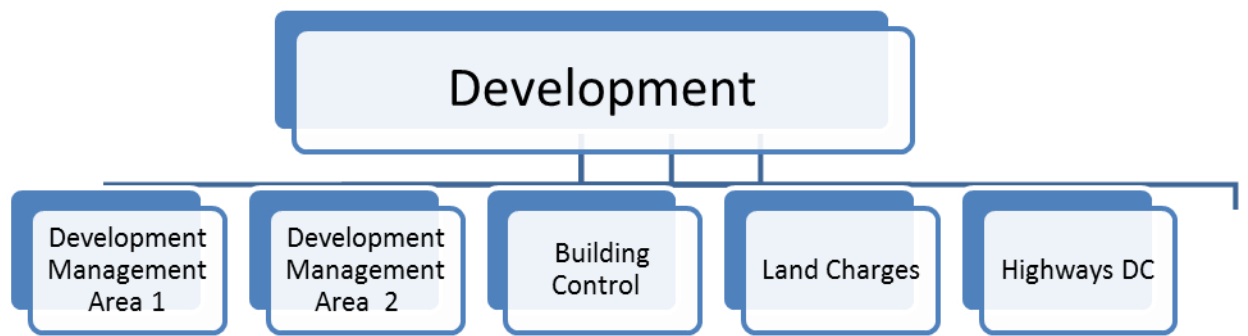 Development
Development
Management
Area 1
Development
Management
Area 2
Building
Control
Land Charges
Highways DC